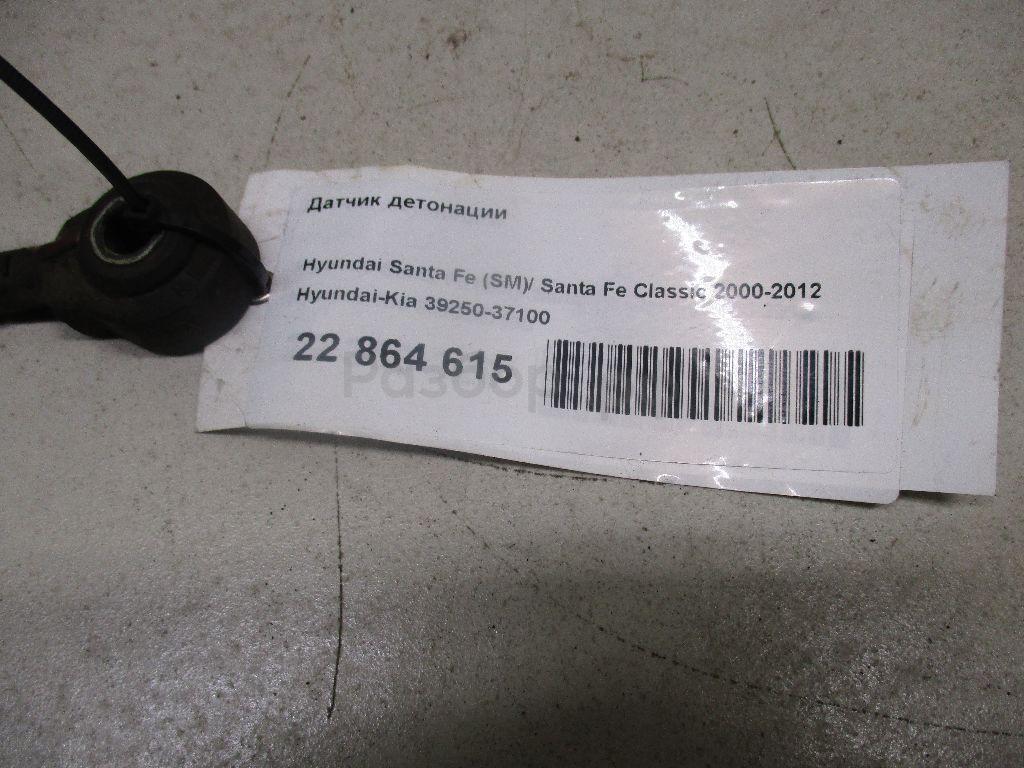 Датчик детонации
Hyundai Santa Fe (SM)/ Santa Fe Classic 2000-2012
Hyundai-Kia 39250-37100
22 864 615